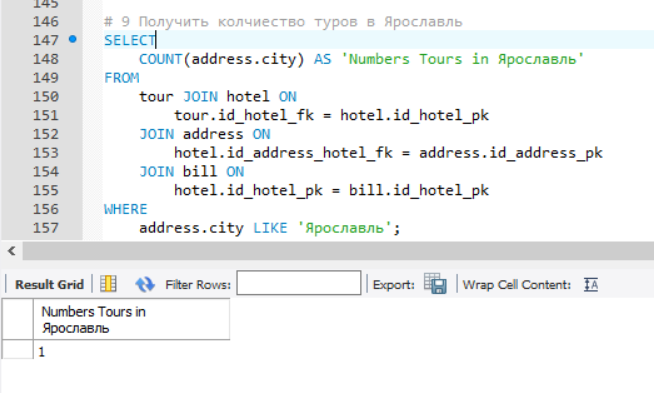 145
146 # 9 Получить колчиество туров в Ярославль
147 SELECT
148 COUNT(address.city) AS 'Numbers Tours in Ярославль'
149 FROM
150 tour JOIN hotel ON
151 tour.id_hotel_fk = hotel.id_hotel_pk
152 JOIN address ON
153 hotel.id_address_hotel_fk = address.id_address_pk
154 JOIN bill ON
155 hotel.id_hotel_pk = bill.id_hotel_pk
156 WHERE
157 address.city LIKE 'Ярославль';
Result Grid Filter Rows: Export: Wrap Cell Content:
Numbers Tours in
Ярославль
1